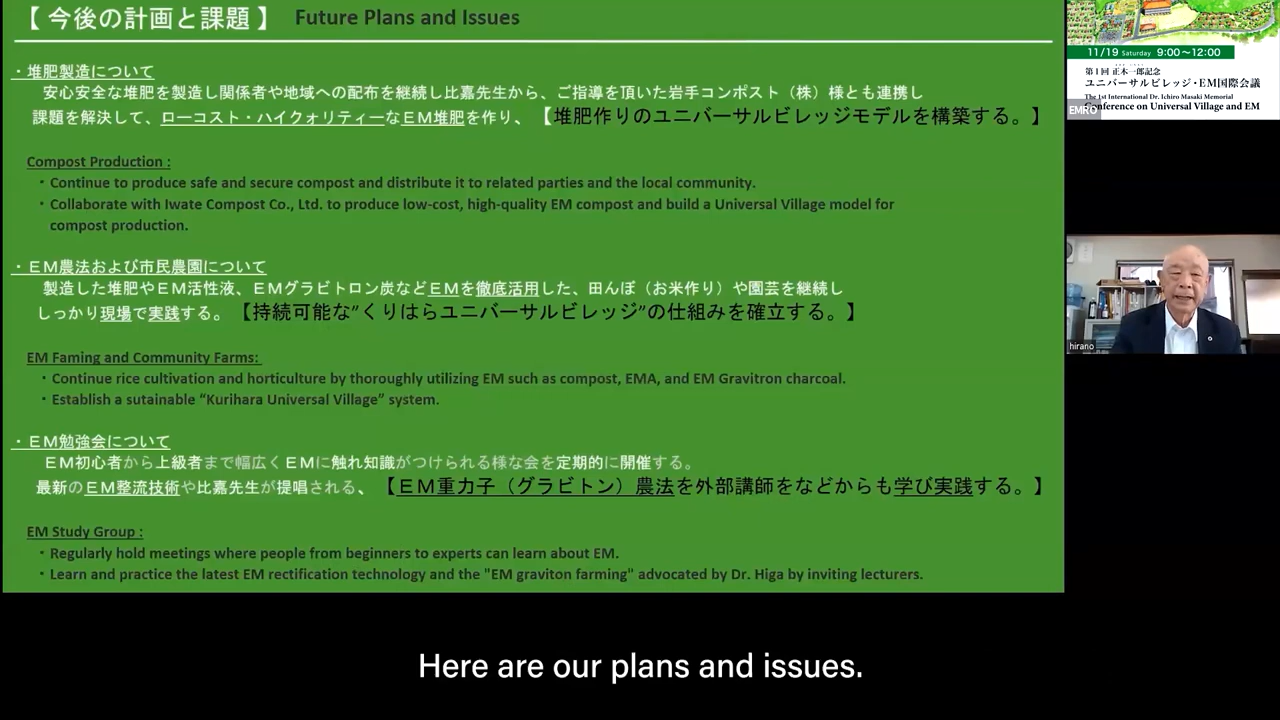 【 今後の計画と課題 】 Future Plans and Issues
・堆肥製造について
安心安全な堆肥を製造し関係者や地域への配布を継続し比嘉先生から、ご指導を頂いた岩手コンポスト（株）様とも連携し
課題を解決して、ローコスト・ハイクォリティーなＥＭ堆肥を作り、【堆肥作りのユニバーサルビレッジモデルを構築する。】
Compost Production :
・Continue to produce safe and secure compost and distribute it to related parties and the local community.
・Collaborate with Iwate Compost Co., Ltd. to produce low-cost, high-quality EM compost and build a Universal Village model for
compost production.
・ＥＭ農法および市民農園について
製造した堆肥やＥＭ活性液、ＥＭグラビトロン炭などＥＭを徹底活用した、田んぼ（お米作り）や園芸を継続し
しっかり現場で実践する。【持続可能な“くりはらユニバーサルビレッジ”の仕組みを確立する。】
EM Faming and Community Farms:
・Continue rice cultivation and horticulture by thoroughly utilizing EM such as compost, EMA, and EM Gravitron charcoal.
・Establish a sutainable “Kurihara Universal Village” system.
・ＥＭ勉強会について
ＥＭ初心者から上級者まで幅広くＥＭに触れ知識がつけられる様な会を定期的に開催する。
最新のＥＭ整流技術や比嘉先生が提唱される、【ＥＭ重力子（グラビトン）農法を外部講師をなどからも学び実践する。】
EM Study Group :
・Regularly hold meetings where people from beginners to experts can learn about EM.
・Learn and practice the latest EM rectification technology and the "EM graviton farming" advocated by Dr. Higa by inviting lecturers.
11/19 Saturday 9:00〜12:00
第1回 正木一郎記念
ユニバーサルビレッジ・EM国際会議
The 1st International Dr. Ichiro Masaki Memorial
Conference on Universal Village and EM
EMRO
hirano
Here are our plans and issues.